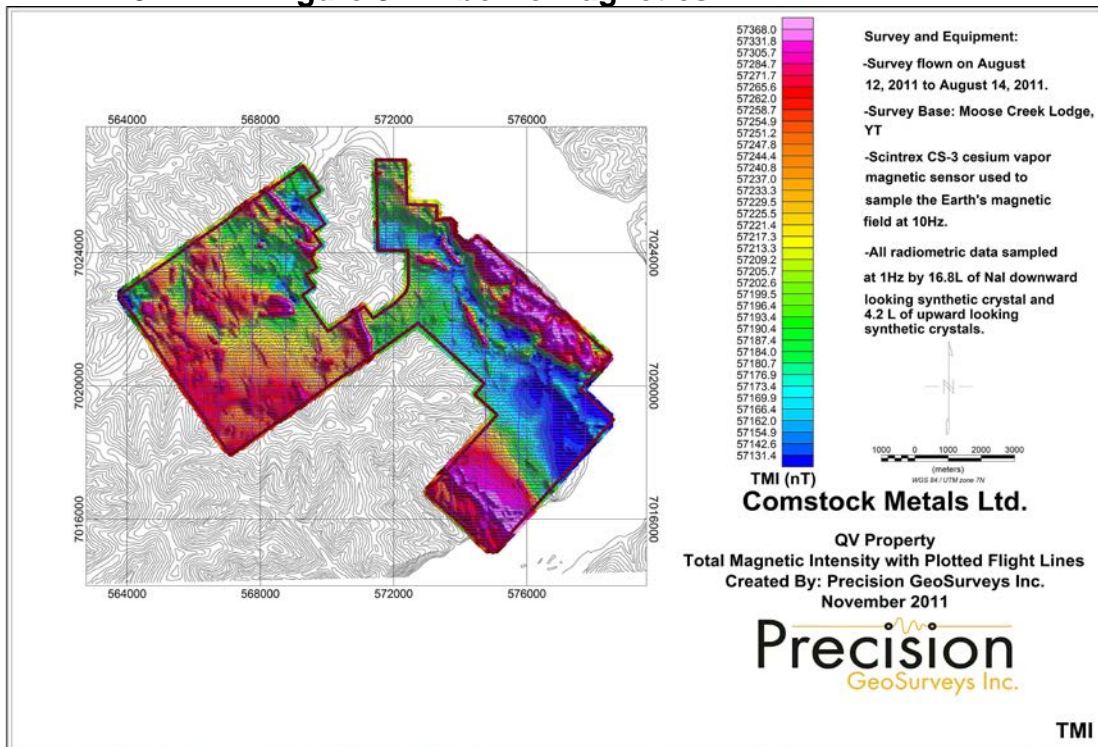 Figure
Magnetics
564000
568000
572000
576000
7024000
7020000
7016000
7024000
7020000
7016000
564000
568000
572000
576000
57368.0
57331.8
57305.7
57284.7
57271.7
57265.6
57262.0
57258.7
57254.9
57251.2
57247.8
57244.4
57240.8
57237.0
57233.3
57229.5
57225.5
57221.4
57217.3
57213.3
57209.2
57205.7
57202.6
57199.5
57196.4
57193.4
57190.4
57187.4
57184.0
57180.7
57176.9
57173.4
57169.9
57166.4
57162.0
57154.9
57142.6
57131.4
TMI (nT)
Survey and Equipment:
-Survey flown on August
12, 2011 to August 14, 2011.
-Survey Base: Moose Creek Lodge,
YT
-Scintrex CS-3 cesium vapor
magnetic sensor used to
sample the Earth's magnetic
field at 10Hz.
-All radiometric data sampled
at 1Hz by 16.8L of NaI downward
looking synthetic crystal and
4.2 L of upward looking
synthetic crystals.
N
1000 0 1000 2000 3000
(meters)
WGS 84 / UTM zone 7N
Comstock Metals Ltd.
QV Property
Total Magnetic Intensity with Plotted Flight Lines
Created By: Precision GeoSurveys Inc.
November 2011
Precision
GeoSurveys Inc.
TMI